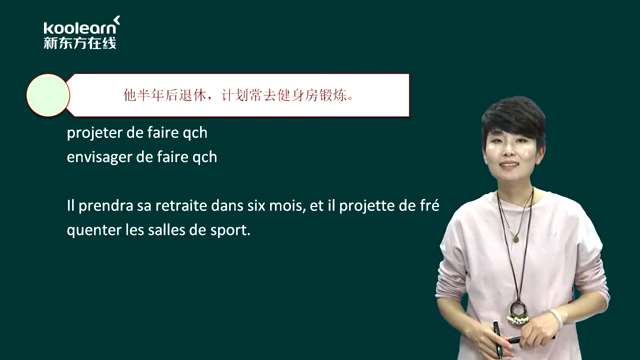 koolearn
新东方在线
他半年后退休，计划常去健身房锻炼。
projeter de faire qch
envisager de faire qch
Il prendra sa retraite dans six mois, et il projette de fré
quenter les salles de sport.